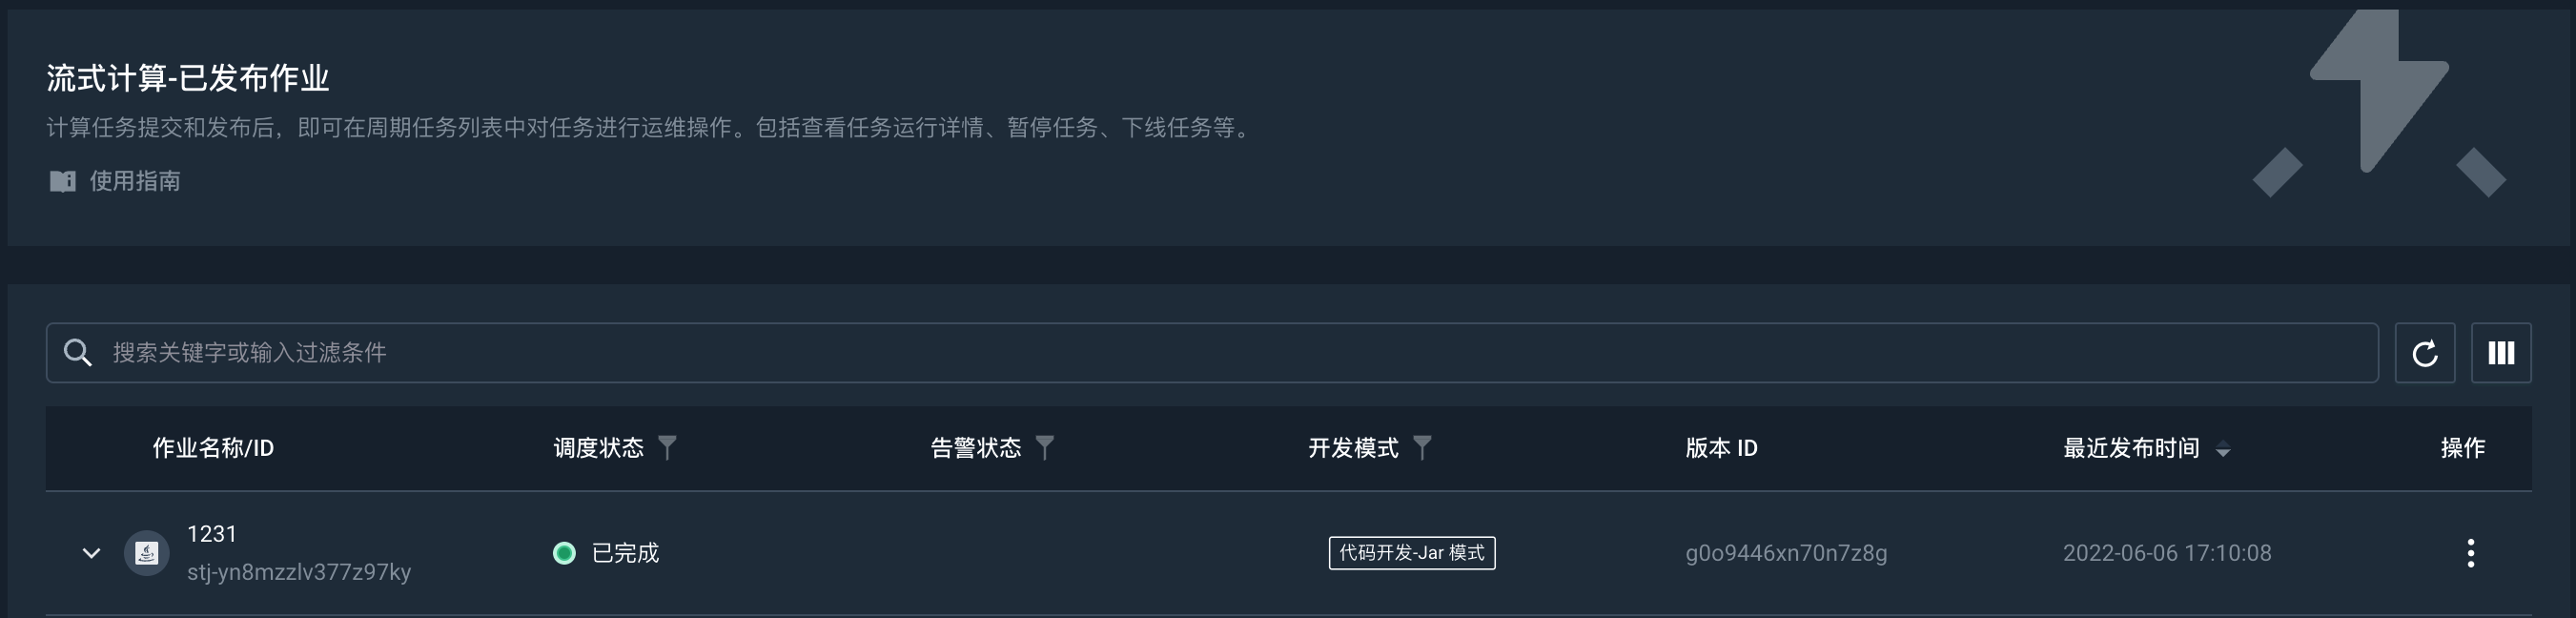 流式计算-已发布作业
计算任务提交和发布后，即可在周期任务列表中对任务进行运维操作。包括查看任务运行详情、暂停任务、下线任务等。
使用指南
搜索关键字或输入过滤条件
作业名称/ID 调度状态 告警状态 开发模式 版本 ID 最近发布时间 操作
1231
stj-yn8mzzlv377z97ky 已完成 代码开发-Jar 模式 g0o9446xn70n7z8g 2022-06-06 17:10:08